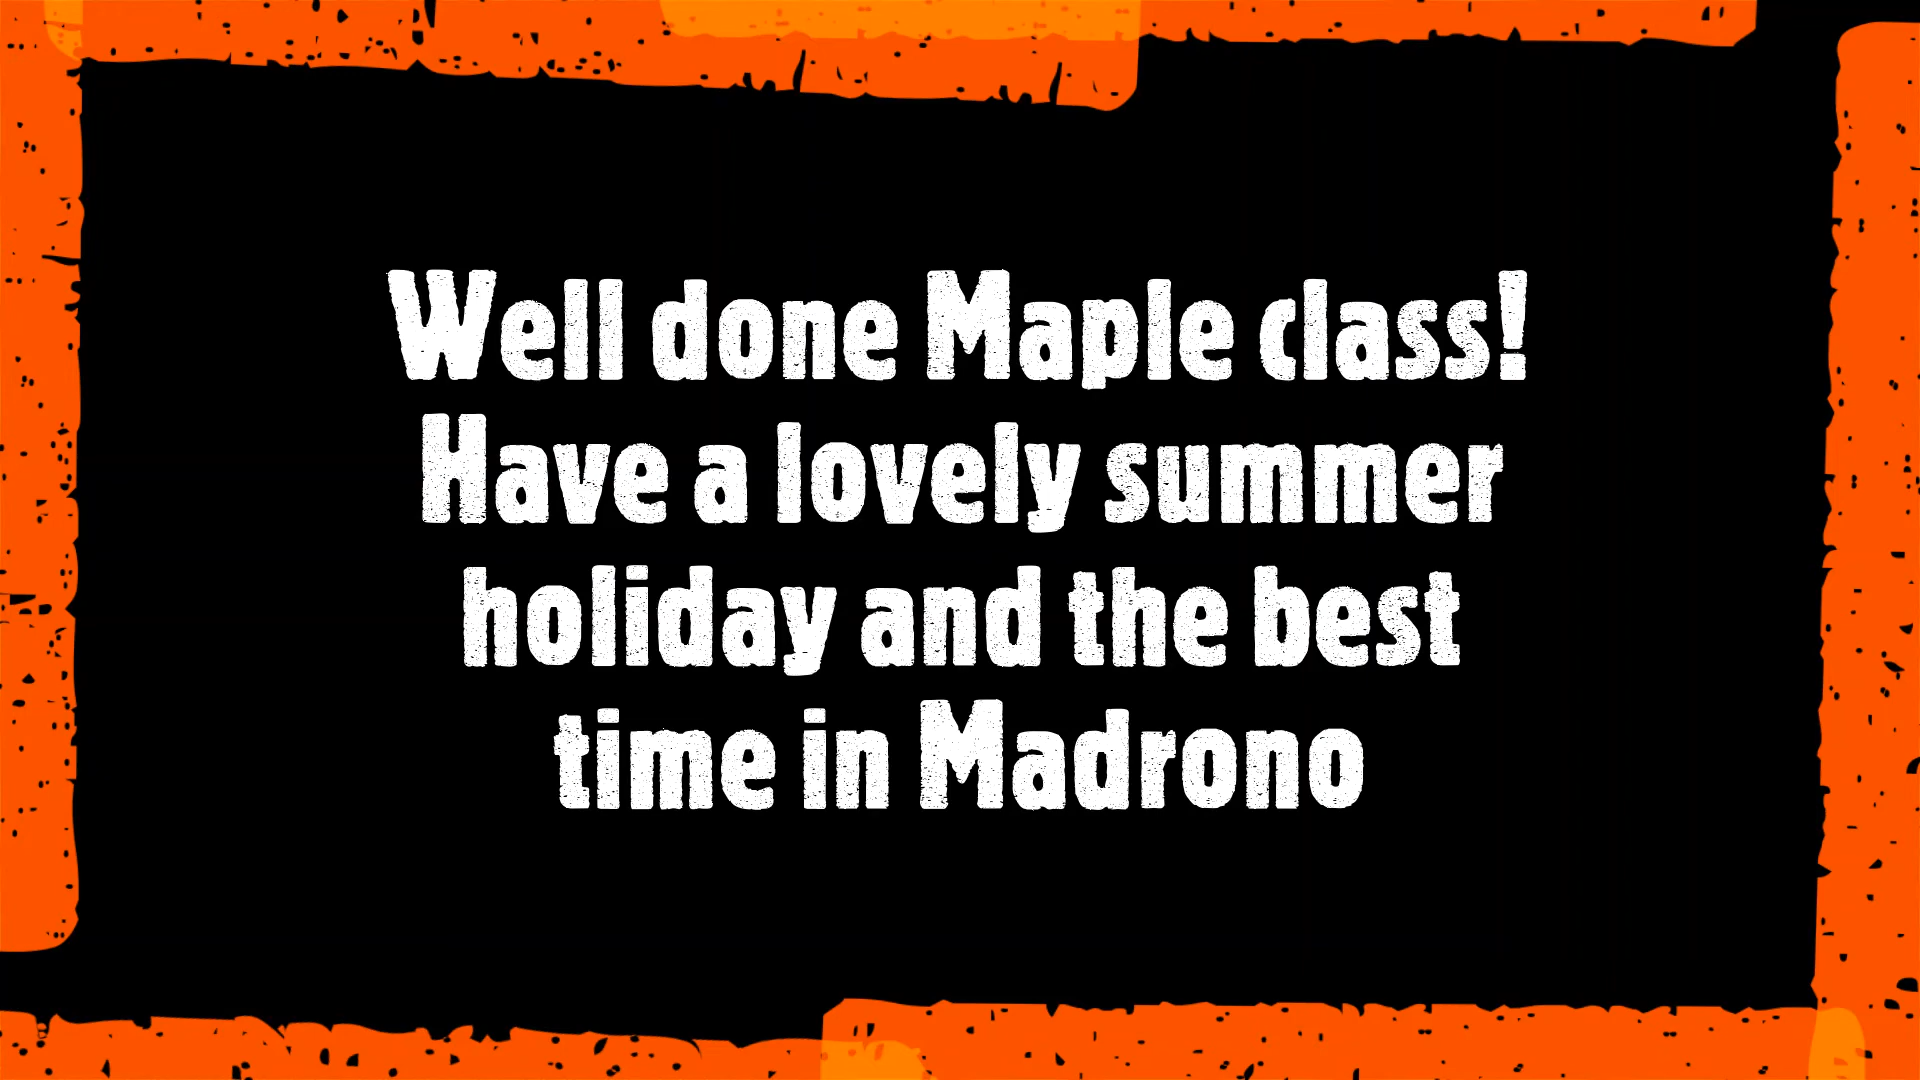 Well done Maple class!
Have a lovely summer
holiday and the best
time in Madrono